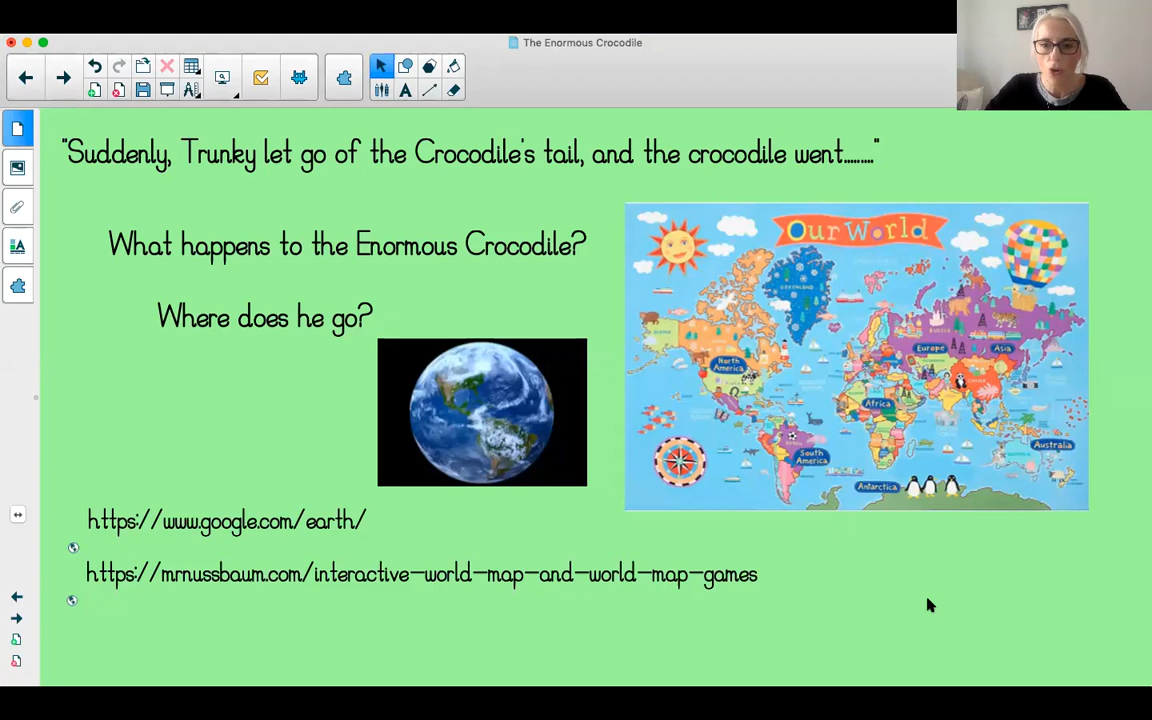 The Enormous Crocodile
"Suddenly, Trunky let go of the Crocodile's tail, and the crocodile went........."
What happens to the Enormous Crocodile?
Where does he go?
Our World
GREENLAND
North America
Europe
Asia
Africa
South America
Australia
Antarctica
https://www.google.com/earth/
https://mrnussbaum.com/interactive-world-map-and-world-map-games